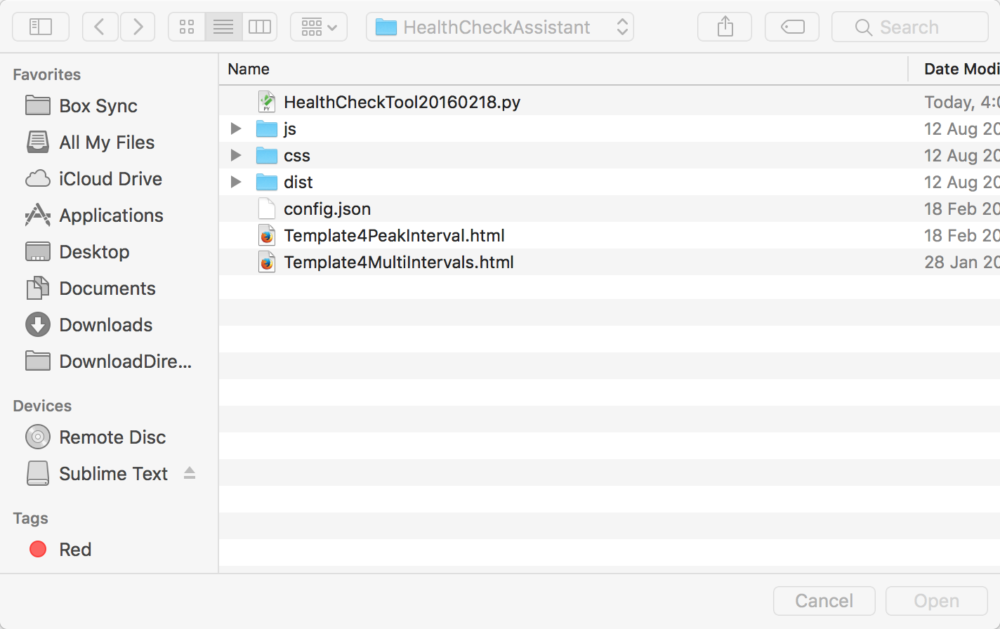 HealthCheckAssistant
Search
Favorites
Box Sync
All My Files
iCloud Drive
Applications
Desktop
Documents
Downloads
DownloadDire...
Devices
Remote Disc
Sublime Text
Tags
Red
Name Date Modi
PY
HealthCheckTool20160218.py Today, 4:0
js 12 Aug 20
css 12 Aug 20
dist 12 Aug 20
config.json 18 Feb 20
Template4PeakInterval.html 18 Feb 20
Template4MultiIntervals.html 28 Jan 20
Cancel Open